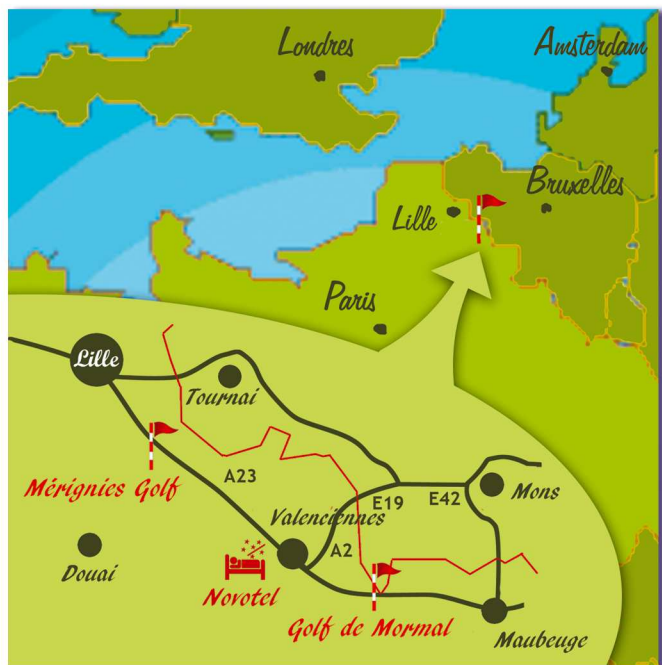 Londres
Amsterdam
Bruxelles
Lille
Paris
Lille
Tournai
Mérignies Golf
A23
E19
E42
Mons
Valenciennes
A2
Douai
Novotel
Golf de Mormal
Maubeuge